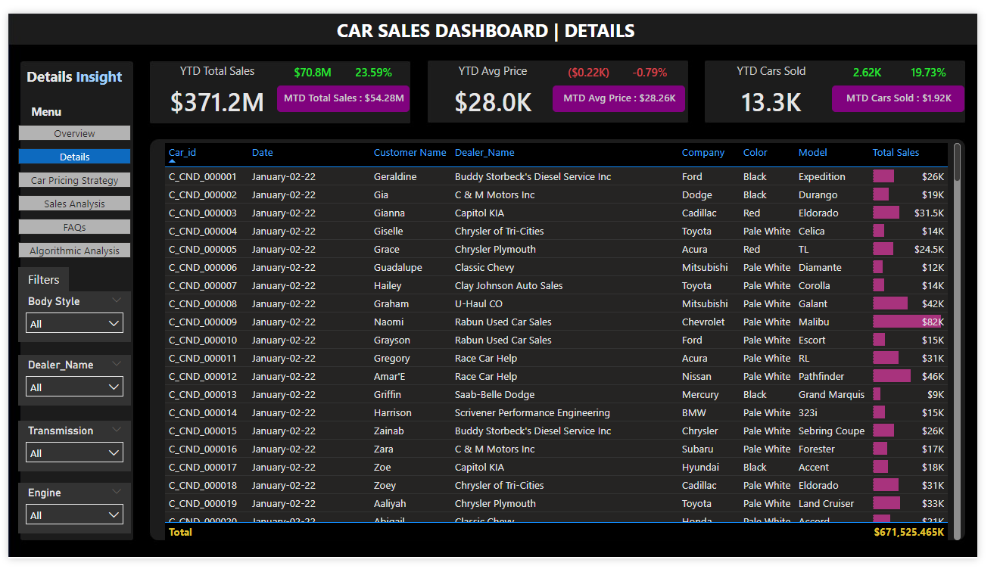 CAR SALES DASHBOARD | DETAILS
Details Insight
Menu
Overview
Details
Car Pricing Strategy
Sales Analysis
FAQs
Algorithmic Analysis
Filters
Body Style
All
Dealer_Name
All
Transmission
All
Engine
All
YTD Total Sales $70.8M 23.59%
$371.2M MTD Total Sales : $54.28M
YTD Avg Price ($0.22K) -0.79%
$28.0K MTD Avg Price : $28.26K
YTD Cars Sold 2.62K 19.73%
13.3K MTD Cars Sold : $1.92K
Car_id Date Customer Name Dealer_Name Company Color Model Total Sales
C_CND_000001 January-02-22 Geraldine Buddy Storbeck's Diesel Service Inc Ford Black Expedition $26K
C_CND_000002 January-02-22 Gia C & M Motors Inc Dodge Black Durango $19K
C_CND_000003 January-02-22 Gianna Capitol KIA Cadillac Red Eldorado $31.5K
C_CND_000004 January-02-22 Giselle Chrysler of Tri-Cities Toyota Pale White Celica $14K
C_CND_000005 January-02-22 Grace Chrysler Plymouth Acura Red TL $24.5K
C_CND_000006 January-02-22 Guadalupe Classic Chevy Mitsubishi Pale White Diamante $12K
C_CND_000007 January-02-22 Hailey Clay Johnson Auto Sales Toyota Pale White Corolla $14K
C_CND_000008 January-02-22 Graham U-Haul CO Mitsubishi Pale White Galant $42K
C_CND_000009 January-02-22 Naomi Rabun Used Car Sales Chevrolet Pale White Malibu $82K
C_CND_000010 January-02-22 Grayson Rabun Used Car Sales Ford Pale White Escort $15K
C_CND_000011 January-02-22 Gregory Race Car Help Acura Pale White RL $31K
C_CND_000012 January-02-22 Amar'E Race Car Help Nissan Pale White Pathfinder $46K
C_CND_000013 January-02-22 Griffin Saab-Belle Dodge Mercury Black Grand Marquis $9K
C_CND_000014 January-02-22 Harrison Scrivener Performance Engineering BMW Pale White 323i $15K
C_CND_000015 January-02-22 Zainab Buddy Storbeck's Diesel Service Inc Chrysler Pale White Sebring Coupe $26K
C_CND_000016 January-02-22 Zara C & M Motors Inc Subaru Pale White Forester $17K
C_CND_000017 January-02-22 Zoe Capitol KIA Hyundai Black Accent $18K
C_CND_000018 January-02-22 Zoey Chrysler of Tri-Cities Cadillac Pale White Eldorado $31K
C_CND_000019 January-02-22 Aaliyah Chrysler Plymouth Toyota Pale White Land Cruiser $33K
C_CND_000020 January-02-22 Abigail Classic Chevy Honda Pale White Accord $21K
Total $671,525.465K